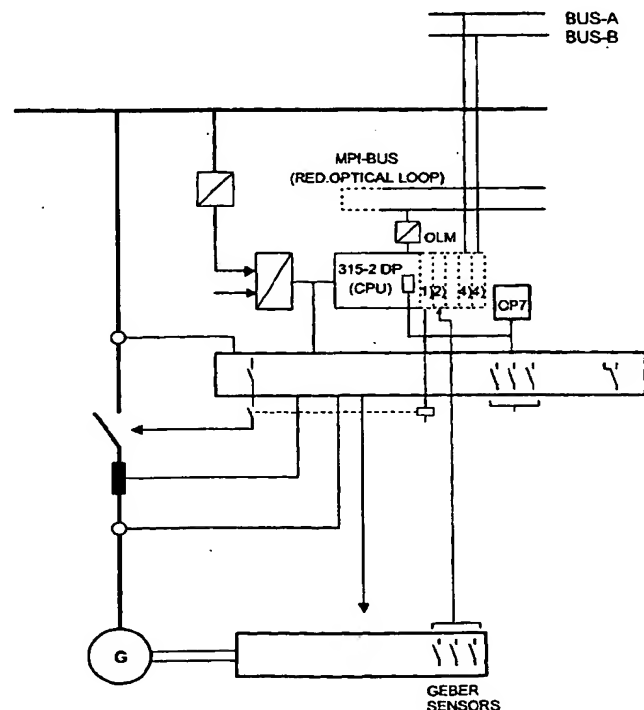 BUS-A
BUS-B
MPI-BUS
(RED.OPTICAL LOOP)
OLM
315-2 DP
(CPU)
1)
2)
4)
4)
CP7
G
GEBER
SENSORS